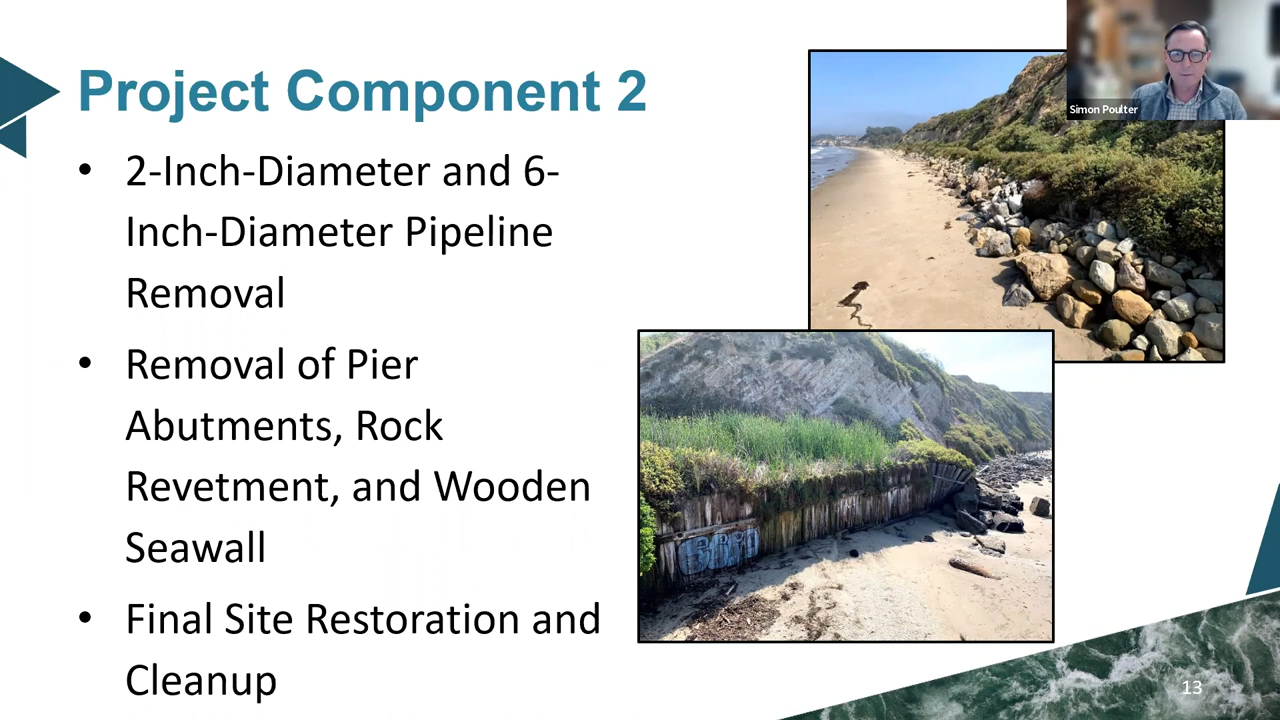 Project Component 2
Simon Poulter
• 2-Inch-Diameter and 6-
Inch-Diameter Pipeline
Removal
• Removal of Pier
Abutments, Rock
Revetment, and Wooden
Seawall
• Final Site Restoration and
Cleanup
13